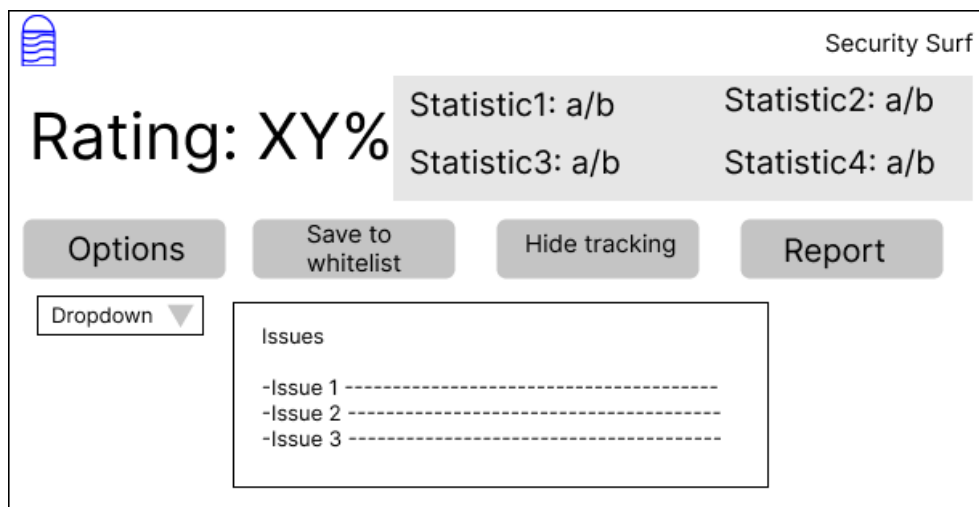 Security Surf
Rating: XY%
Statistic1: a/b
Statistic2: a/b
Statistic3: a/b
Statistic4: a/b
Options
Save to
whitelist
Hide tracking
Report
Dropdown
Issues
-Issue 1 ---------------------------------------
-Issue 2 ---------------------------------------
-Issue 3 ---------------------------------------